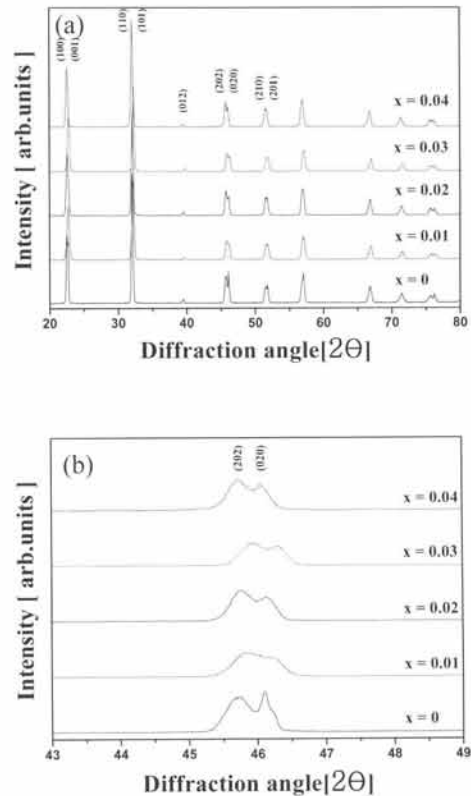 (a)
(100)
(001)
(110)
(101)
(012)
(202)
(020)
(210)
(201)
x = 0.04
x = 0.03
x = 0.02
x = 0.01
x = 0
Intensity [ arb.units ]
20 30 40 50 60 70 80
Diffraction angle[2Θ]
(b)
(202)
(020)
x = 0.04
x = 0.03
x = 0.02
x = 0.01
x = 0
Intensity [ arb.units ]
43 44 45 46 47 48 49
Diffraction angle[2Θ]